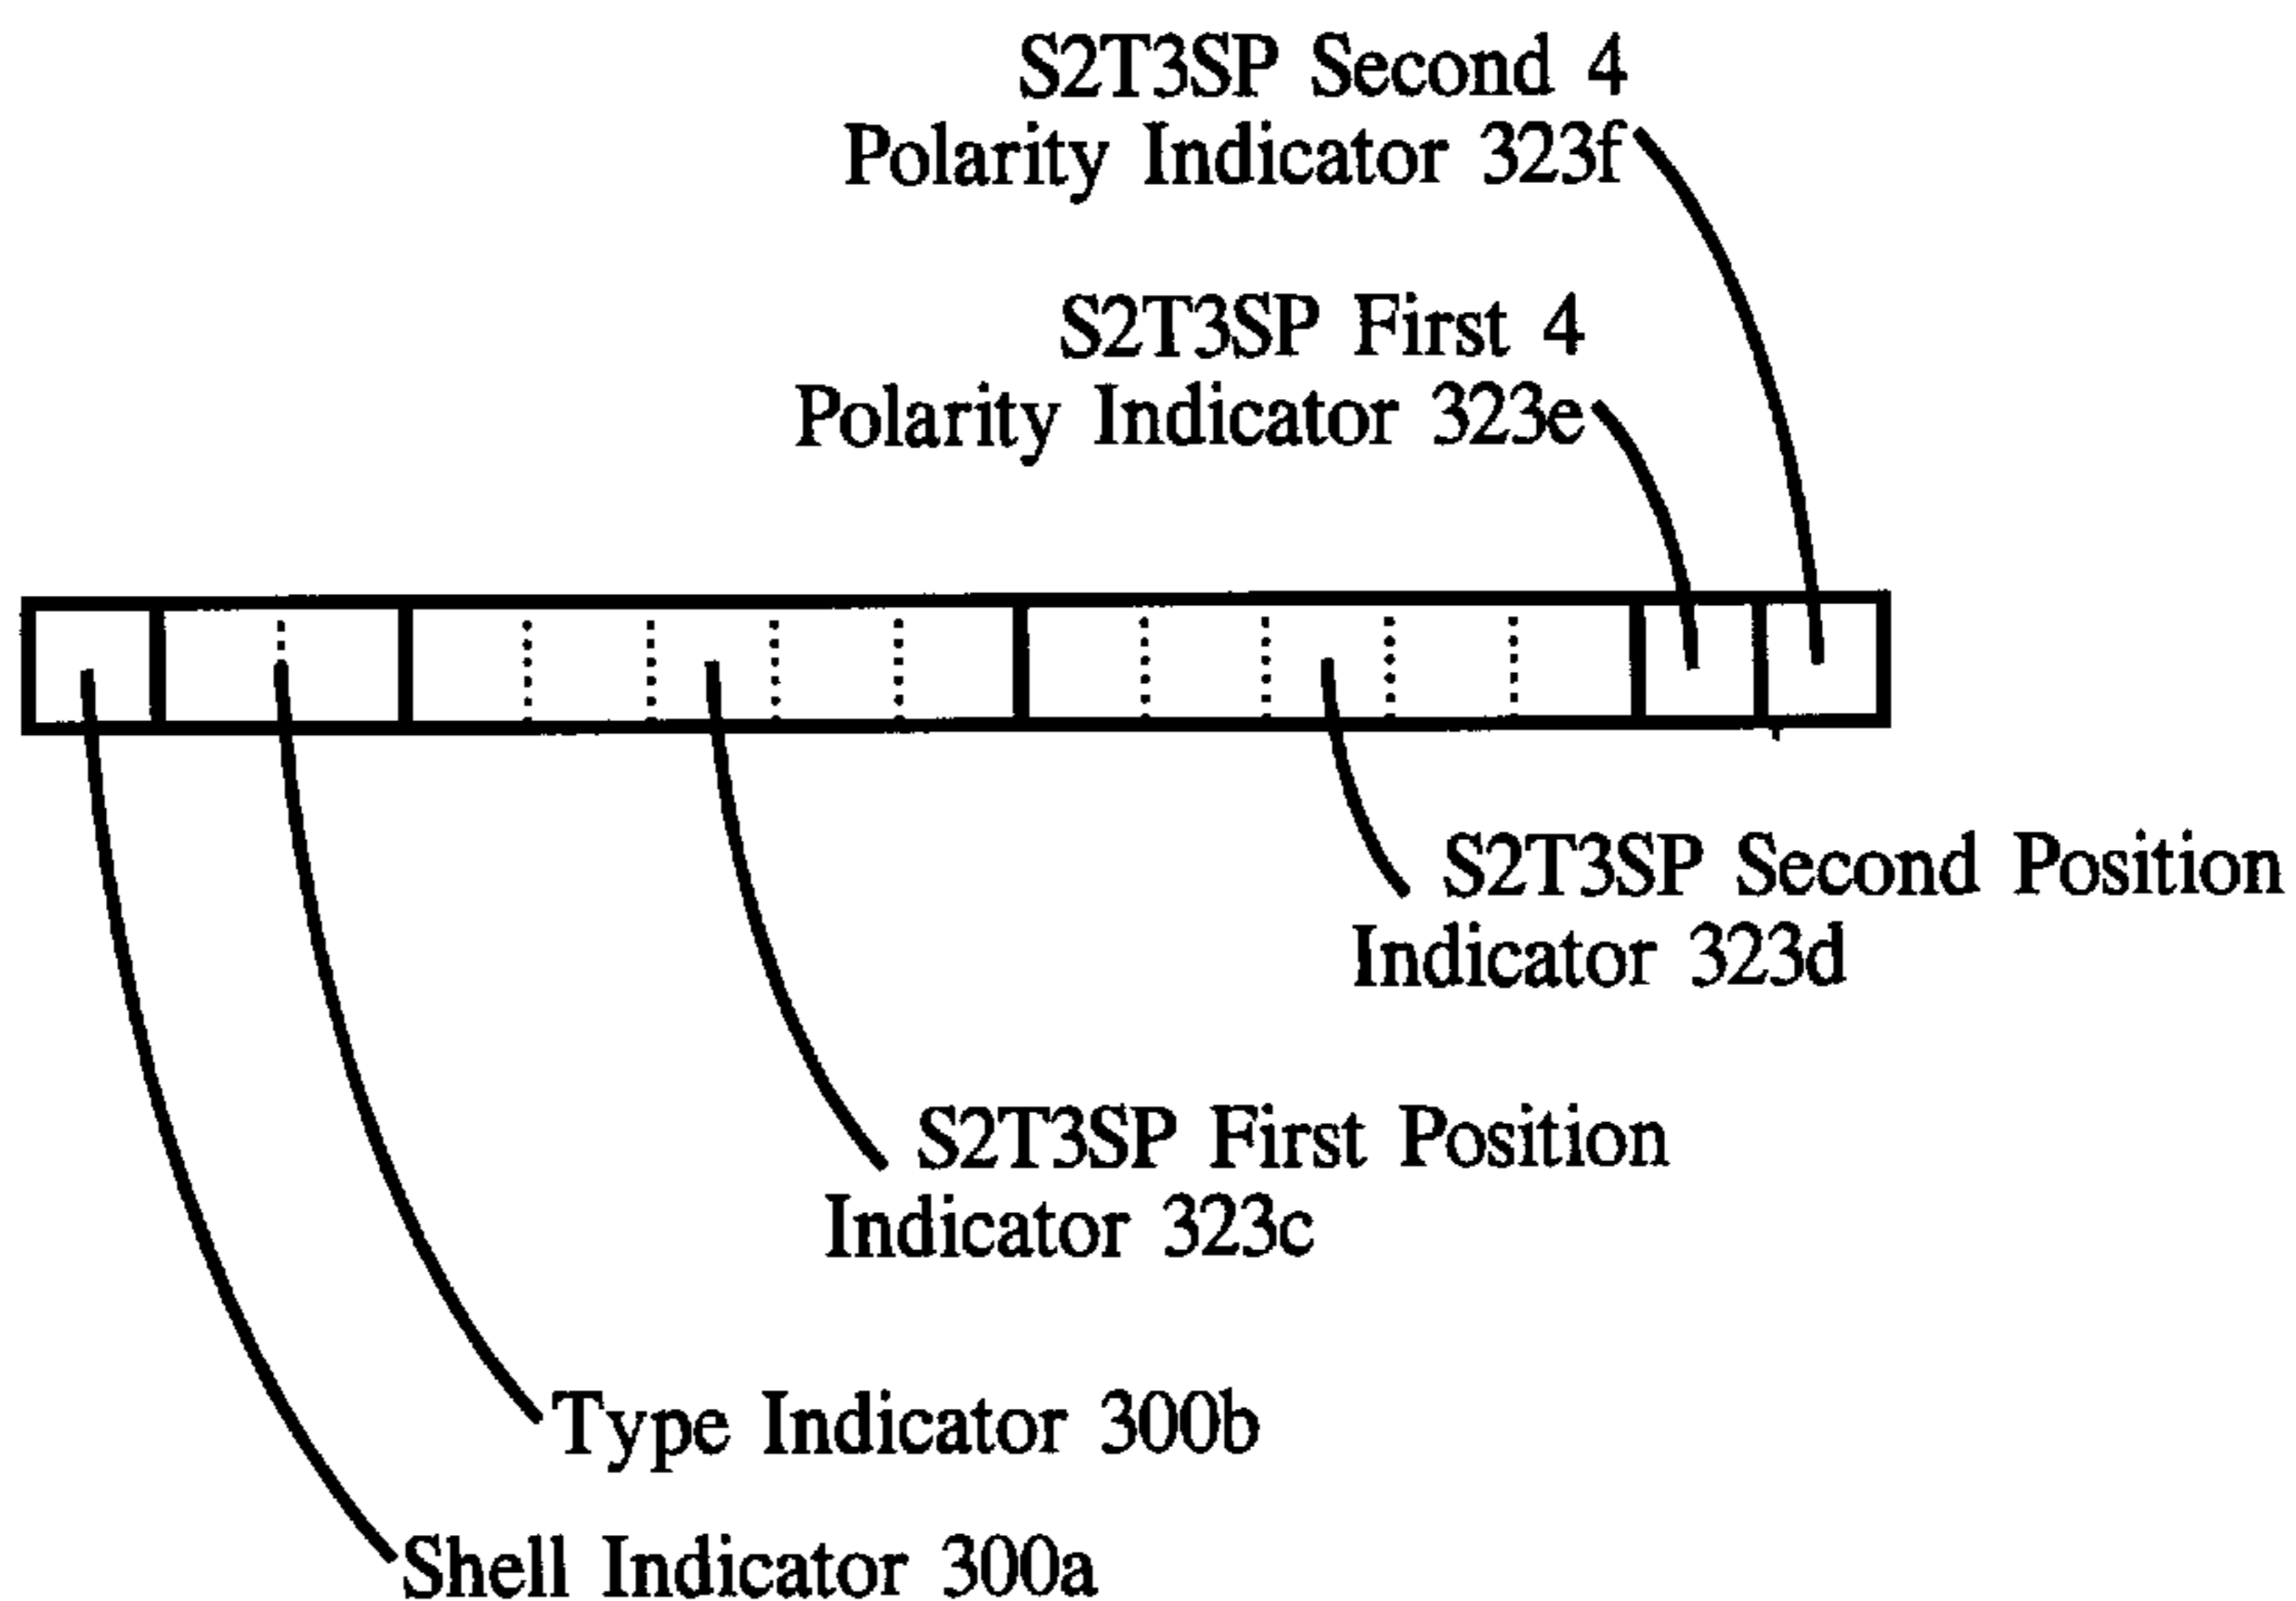 S2T3SP Second 4
Polarity Indicator 323f
S2T3SP First 4
Polarity Indicator 323e
S2T3SP Second Position
Indicator 323d
S2T3SP First Position
Indicator 323c
Type Indicator 300b
Shell Indicator 300a